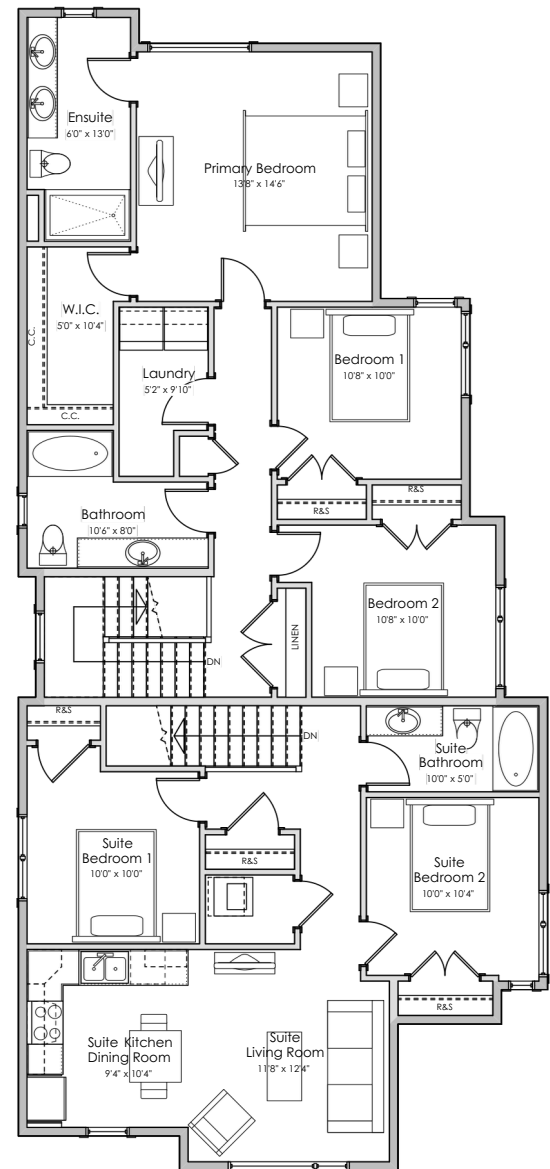 Ensuite
6'0" x 13'0"
Primary Bedroom
13'8" x 14'6"
W.I.C.
5'0" x 10'4"
C.C.
C.C.
Laundry
5'2" x 9'10"
Bedroom 1
10'8" x 10'0"
R&S
R&S
Bathroom
10'6" x 8'0"
Bedroom 2
10'8" x 10'0"
LINEN
DN
R&S
DN
Suite
Bathroom
10'0" x 5'0"
Suite
Bedroom 1
10'0" x 10'0"
R&S
Suite
Bedroom 2
10'0" x 10'4"
R&S
Suite Kitchen
Dining Room
9'4" x 10'4"
Suite
Living Room
11'8" x 12'4"